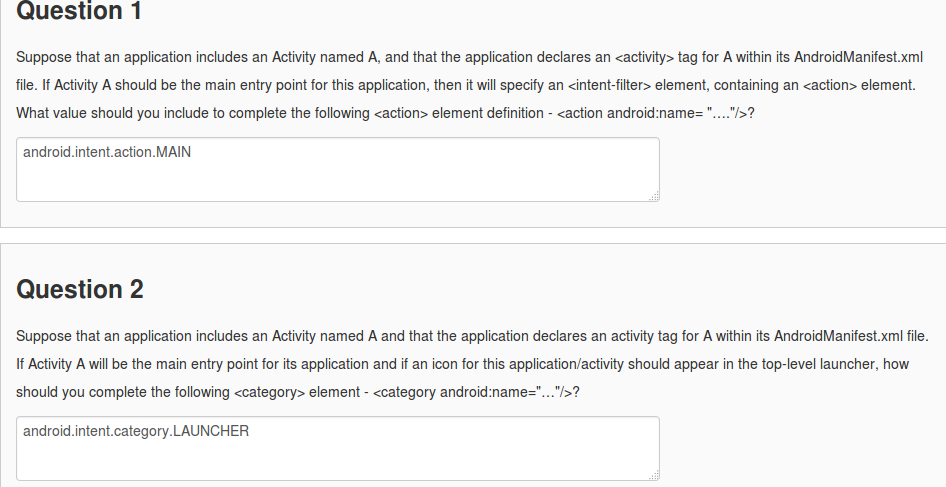 Question 1
Suppose that an application includes an Activity named A, and that the application declares an <activity> tag for A within its AndroidManifest.xml
file. If Activity A should be the main entry point for this application, then it will specify an <intent-filter> element, containing an <action> element.
What value should you include to complete the following <action> element definition - <action android:name= "...."/>?
android.intent.action.MAIN
Question 2
Suppose that an application includes an Activity named A and that the application declares an activity tag for A within its AndroidManifest.xml file.
If Activity A will be the main entry point for its application and if an icon for this application/activity should appear in the top-level launcher, how
should you complete the following <category> element - <category android:name="..."/>?
android.intent.category.LAUNCHER